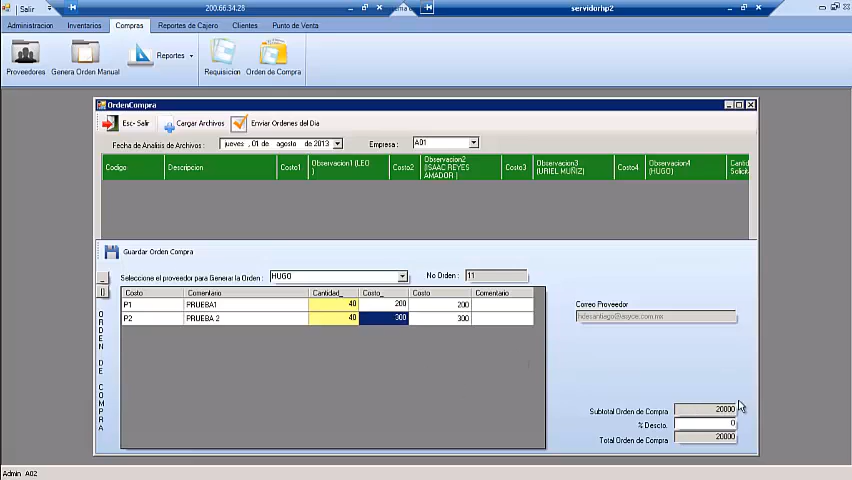 Salir
200.66.34.28
servidorhp2
Administracion Inventarios Compras Reportes de Cajero Clientes Punto de Venta
Proveedores Genera Orden Manual Reportes Requisicion Orden de Compra
OrdenCompra
Esc- Salir Cargar Archivos Enviar Ordenes del Dia
Fecha de Analisis de Archivos : jueves , 01 de agosto de 2013 Empresa : A01
Codigo Descripcion Costo1 Observacion1 (LEO ) Costo2 Observacion2 (ISAAC REYES AMADOR ) Costo3 Observacion3 (URIEL MUÑIZ) Costo4 Observacion4 (HUGO) Cantid Solicit
Guardar Orden Compra
Seleccione el proveedor para Generar la Orden : HUGO No Orden : 11
Costo Comentario Cantidad_ Costo_ Costo Comentario
P1 PRUEBA1 40 200 200
P2 PRUEBA 2 40 300 300
ORDEN DE COMPRA
Correo Proveedor
hdesantiago@asyce.com.mx
Subtotal Orden de Compra 20000
% Descto. 0
Total Orden de Compra 20000
Admin A02